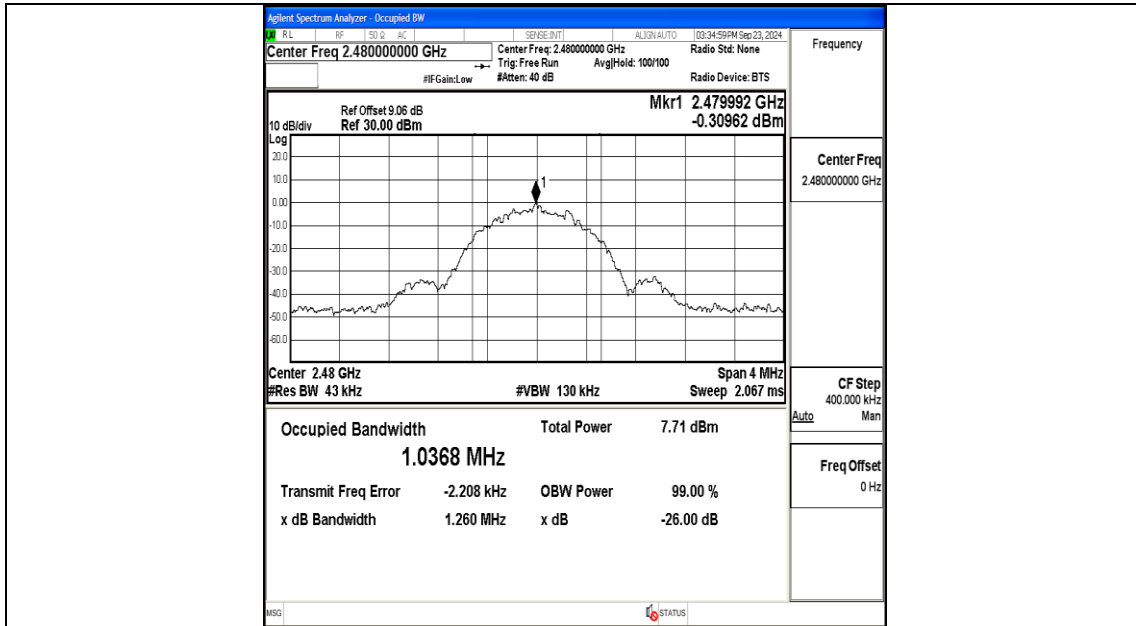 Agilent Spectrum Analyzer - Occupied BW
LXI RL RF 50 Ω AC SENSE:INT ALIGN AUTO 03:34:59 PM Sep 23, 2024
Center Freq 2.480000000 GHz
Center Freq: 2.480000000 GHz Radio Std: None
Trig: Free Run Avg|Hold: 100/100
#IFGain:Low #Atten: 40 dB Radio Device: BTS
Frequency
Mkr1 2.479992 GHz
Ref Offset 9.06 dB
10 dB/div Ref 30.00 dBm -0.30962 dBm
Log
20.0
10.0
0.00
-10.0
-20.0
-30.0
-40.0
-50.0
-60.0
1
Center 2.48 GHz Span 4 MHz
#Res BW 43 kHz #VBW 130 kHz Sweep 2.067 ms
Center Freq
2.480000000 GHz
CF Step
400.000 kHz
Auto Man
Freq Offset
0 Hz
Occupied Bandwidth Total Power 7.71 dBm
1.0368 MHz
Transmit Freq Error -2.208 kHz OBW Power 99.00 %
x dB Bandwidth 1.260 MHz x dB -26.00 dB
MSG STATUS